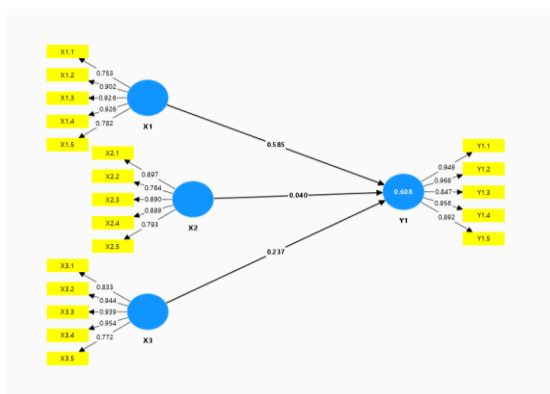 X1.1
0.753
X1.2
0.902
X1.3
0.926
X1.4
0.926
X1.5
0.782
X1
0.585
X2.1
0.897
X2.2
0.764
X2.3
0.890
X2.4
0.889
X2.5
0.793
X2
0.040
X3.1
0.833
X3.2
0.944
X3.3
0.939
X3.4
0.954
X3.5
0.772
X3
0.237
0.608
Y1
Y1.1
0.949
Y1.2
0.968
Y1.3
0.847
Y1.4
0.956
Y1.5
0.892